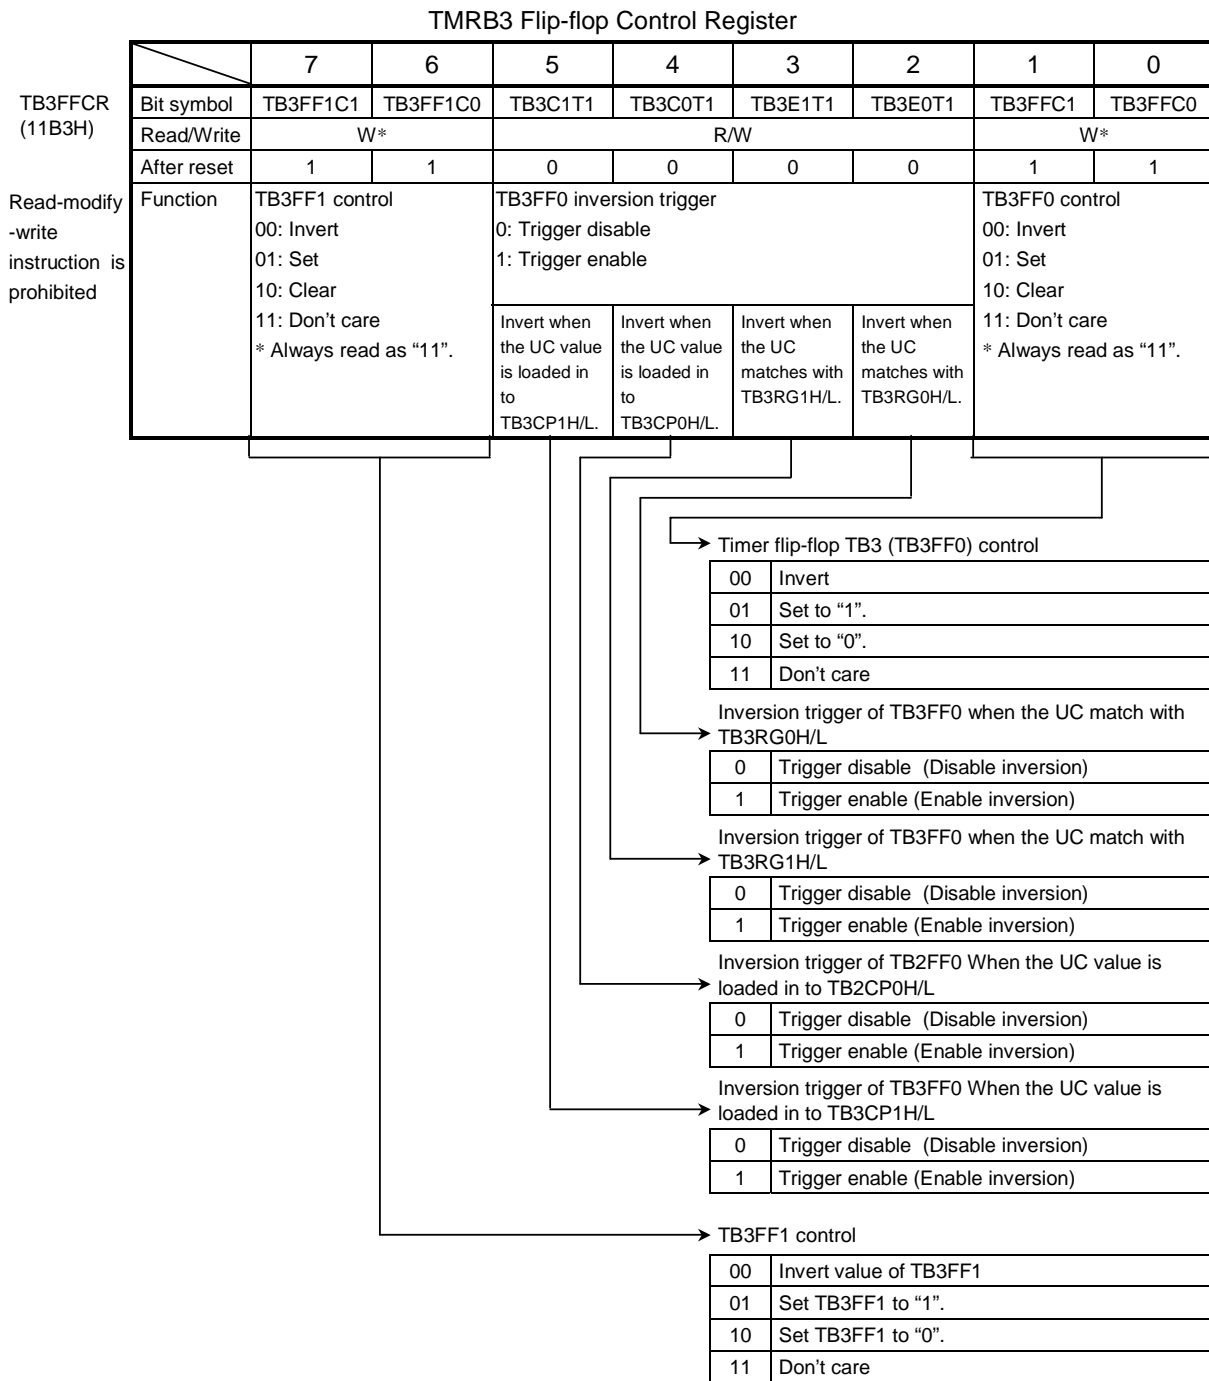 TMRB3 Flip-flop Control Register
7 6 5 4 3 2 1 0
TB3FFCR
(11B3H)
Bit symbol TB3FF1C1 TB3FF1C0 TB3C1T1 TB3C0T1 TB3E1T1 TB3E0T1 TB3FFC1 TB3FFC0
Read/Write W* R/W W*
After reset 1 1 0 0 0 0 1 1
Read-modify
-write
instruction is
prohibited
Function
TB3FF1 control
00: Invert
01: Set
10: Clear
11: Don't care
* Always read as “11”.
TB3FF0 inversion trigger
0: Trigger disable
1: Trigger enable
Invert when
the UC value
is loaded in
to
TB3CP1H/L.
Invert when
the UC value
is loaded in
to
TB3CP0H/L.
Invert when
the UC
matches with
TB3RG1H/L.
Invert when
the UC
matches with
TB3RG0H/L.
TB3FF0 control
00: Invert
01: Set
10: Clear
11: Don't care
* Always read as “11”.
Timer flip-flop TB3 (TB3FF0) control
00 Invert
01 Set to “1”.
10 Set to “0”.
11 Don't care
Inversion trigger of TB3FF0 when the UC match with
TB3RG0H/L
0 Trigger disable (Disable inversion)
1 Trigger enable (Enable inversion)
Inversion trigger of TB3FF0 when the UC match with
TB3RG1H/L
0 Trigger disable (Disable inversion)
1 Trigger enable (Enable inversion)
Inversion trigger of TB2FF0 When the UC value is
loaded in to TB2CP0H/L
0 Trigger disable (Disable inversion)
1 Trigger enable (Enable inversion)
Inversion trigger of TB3FF0 When the UC value is
loaded in to TB3CP1H/L
0 Trigger disable (Disable inversion)
1 Trigger enable (Enable inversion)
TB3FF1 control
00 Invert value of TB3FF1
01 Set TB3FF1 to “1”.
10 Set TB3FF1 to “0”.
11 Don't care